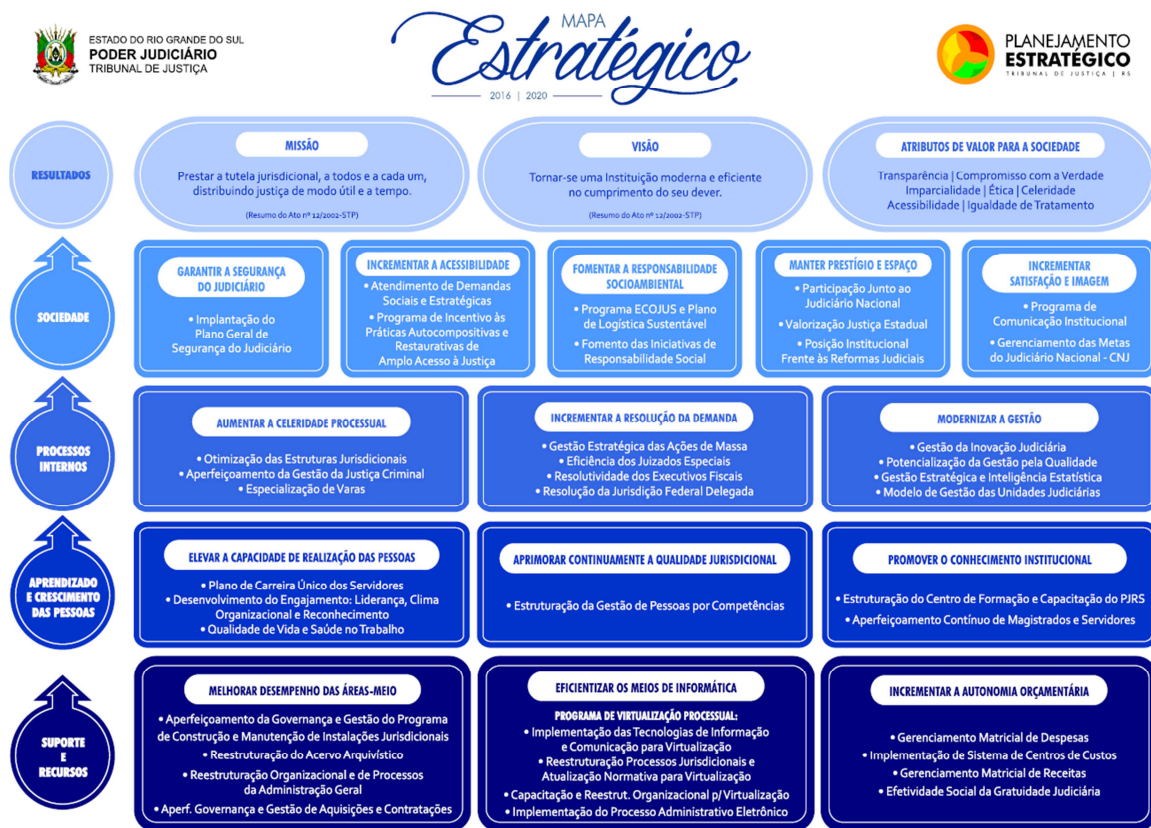 ESTADO DO RIO GRANDE DO SUL
PODER JUDICIÁRIO
TRIBUNAL DE JUSTIÇA
MAPA
Estratégico
2016 | 2020
PLANEJAMENTO
ESTRATÉGICO
TRIBUNAL DE JUSTIÇA | RS
RESULTADOS
MISSÃO
Prestar a tutela jurisdicional, a todos e a cada um,
distribuindo justiça de modo útil e a tempo.
(Resumo do Ato nº 12/2002-STP)
VISÃO
Tornar-se uma Instituição moderna e eficiente
no cumprimento do seu dever.
(Resumo do Ato nº 12/2002-STP)
ATRIBUTOS DE VALOR PARA A SOCIEDADE
Transparência | Compromisso com a Verdade
Imparcialidade | Ética | Celeridade
Acessibilidade | Igualdade de Tratamento
SOCIEDADE
GARANTIR A SEGURANÇA
DO JUDICIÁRIO
• Implantação do
Plano Geral de
Segurança do Judiciário
INCREMENTAR A ACESSIBILIDADE
• Atendimento de Demandas
Sociais e Estratégicas
• Programa de Incentivo às
Práticas Autocompositivas e
Restaurativas de
Amplo Acesso à Justiça
FOMENTAR A RESPONSABILIDADE
SOCIOAMBIENTAL
• Programa ECOJUS e Plano
de Logística Sustentável
• Fomento das Iniciativas de
Responsabilidade Social
MANTER PRESTÍGIO E ESPAÇO
• Participação Junto ao
Judiciário Nacional
• Valorização Justiça Estadual
• Posição Institucional
Frente às Reformas Judiciais
INCREMENTAR
SATISFAÇÃO E IMAGEM
• Programa de
Comunicação Institucional
• Gerenciamento das Metas
do Judiciário Nacional - CNJ
PROCESSOS
INTERNOS
AUMENTAR A CELERIDADE PROCESSUAL
• Otimização das Estruturas Jurisdicionais
• Aperfeiçoamento da Gestão da Justiça Criminal
• Especialização de Varas
INCREMENTAR A RESOLUÇÃO DA DEMANDA
• Gestão Estratégica das Ações de Massa
• Eficiência dos Juizados Especiais
• Resolutividade dos Executivos Fiscais
• Resolução da Jurisdição Federal Delegada
MODERNIZAR A GESTÃO
• Gestão da Inovação Judiciária
• Potencialização da Gestão pela Qualidade
• Gestão Estratégica e Inteligência Estatística
• Modelo de Gestão das Unidades Judiciárias
APRENDIZADO
E CRESCIMENTO
DAS PESSOAS
ELEVAR A CAPACIDADE DE REALIZAÇÃO DAS PESSOAS
• Plano de Carreira Único dos Servidores
• Desenvolvimento do Engajamento: Liderança, Clima
Organizacional e Reconhecimento
• Qualidade de Vida e Saúde no Trabalho
APRIMORAR CONTINUAMENTE A QUALIDADE JURISDICIONAL
• Estruturação da Gestão de Pessoas por Competências
PROMOVER O CONHECIMENTO INSTITUCIONAL
• Estruturação do Centro de Formação e Capacitação do PJRS
• Aperfeiçoamento Contínuo de Magistrados e Servidores
SUPORTE
E
RECURSOS
MELHORAR DESEMPENHO DAS ÁREAS-MEIO
• Aperfeiçoamento da Governança e Gestão do Programa
de Construção e Manutenção de Instalações Jurisdicionais
• Reestruturação do Acervo Arquivístico
• Reestruturação Organizacional e de Processos
da Administração Geral
• Aperf. Governança e Gestão de Aquisições e Contratações
EFICIENTIZAR OS MEIOS DE INFORMÁTICA
PROGRAMA DE VIRTUALIZAÇÃO PROCESSUAL:
• Implementação das Tecnologias de Informação
e Comunicação para Virtualização
• Reestruturação Processos Jurisdicionais e
Atualização Normativa para Virtualização
• Capacitação e Reestrut. Organizacional p/ Virtualização
• Implementação do Processo Administrativo Eletrônico
INCREMENTAR A AUTONOMIA ORÇAMENTÁRIA
• Gerenciamento Matricial de Despesas
• Implementação de Sistema de Centros de Custos
• Gerenciamento Matricial de Receitas
• Efetividade Social da Gratuidade Judiciária